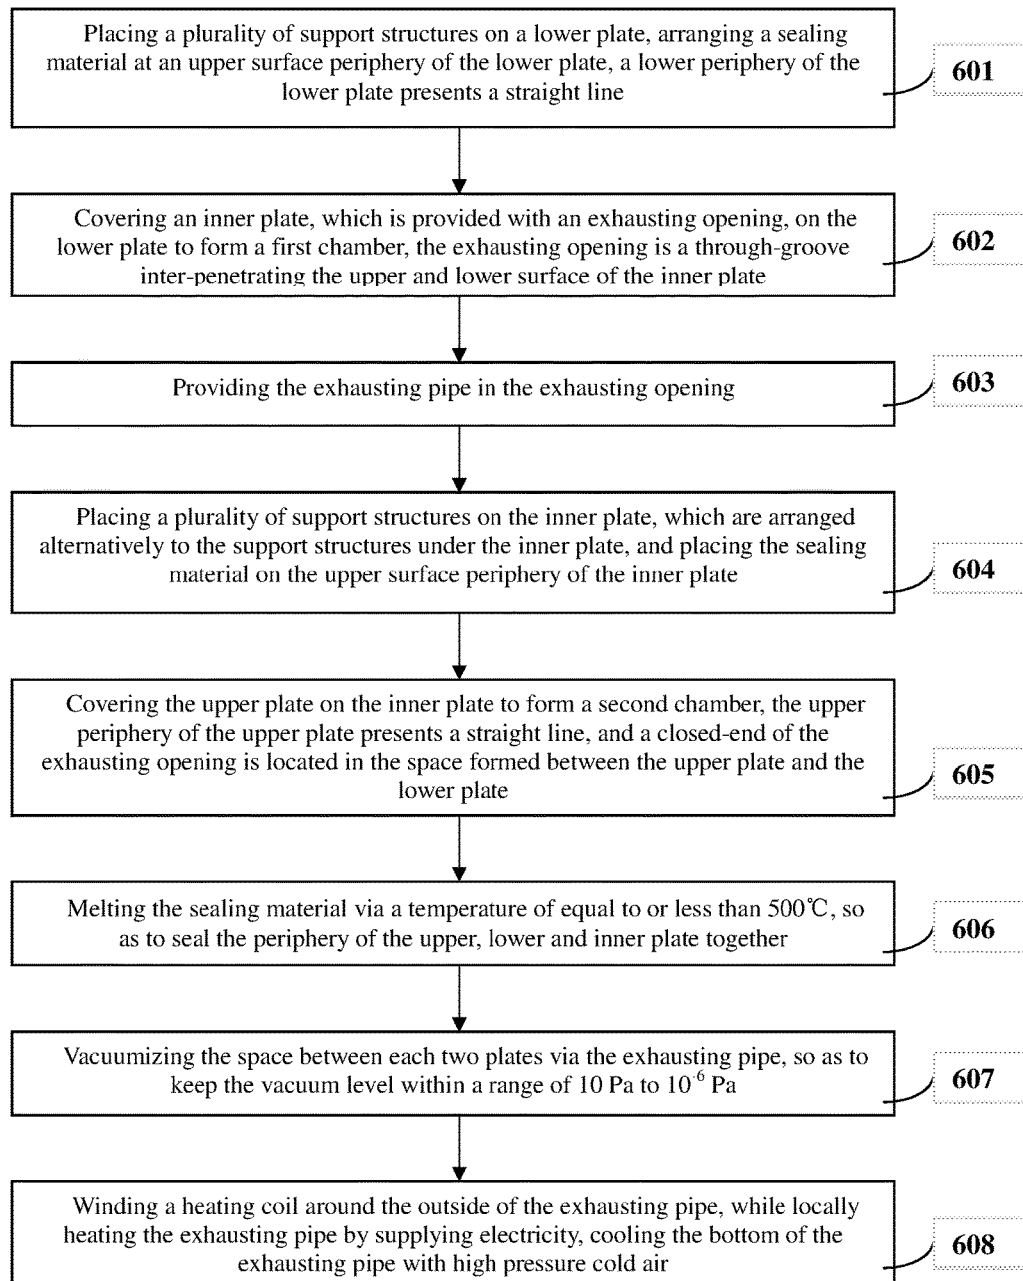 Placing a plurality of support structures on a lower plate, arranging a sealing
material at an upper surface periphery of the lower plate, a lower periphery of the
lower plate presents a straight line
601
Covering an inner plate, which is provided with an exhausting opening, on the
lower plate to form a first chamber, the exhausting opening is a through-groove
inter-penetrating the upper and lower surface of the inner plate
602
Providing the exhausting pipe in the exhausting opening
603
Placing a plurality of support structures on the inner plate, which are arranged
alternatively to the support structures under the inner plate, and placing the sealing
material on the upper surface periphery of the inner plate
604
Covering the upper plate on the inner plate to form a second chamber, the upper
periphery of the upper plate presents a straight line, and a closed-end of the
exhausting opening is located in the space formed between the upper plate and the
lower plate
605
Melting the sealing material via a temperature of equal to or less than 500℃, so
as to seal the periphery of the upper, lower and inner plate together
606
Vacuumizing the space between each two plates via the exhausting pipe, so as to
keep the vacuum level within a range of 10 Pa to 10⁻⁶ Pa
607
Winding a heating coil around the outside of the exhausting pipe, while locally
heating the exhausting pipe by supplying electricity, cooling the bottom of the
exhausting pipe with high pressure cold air
608